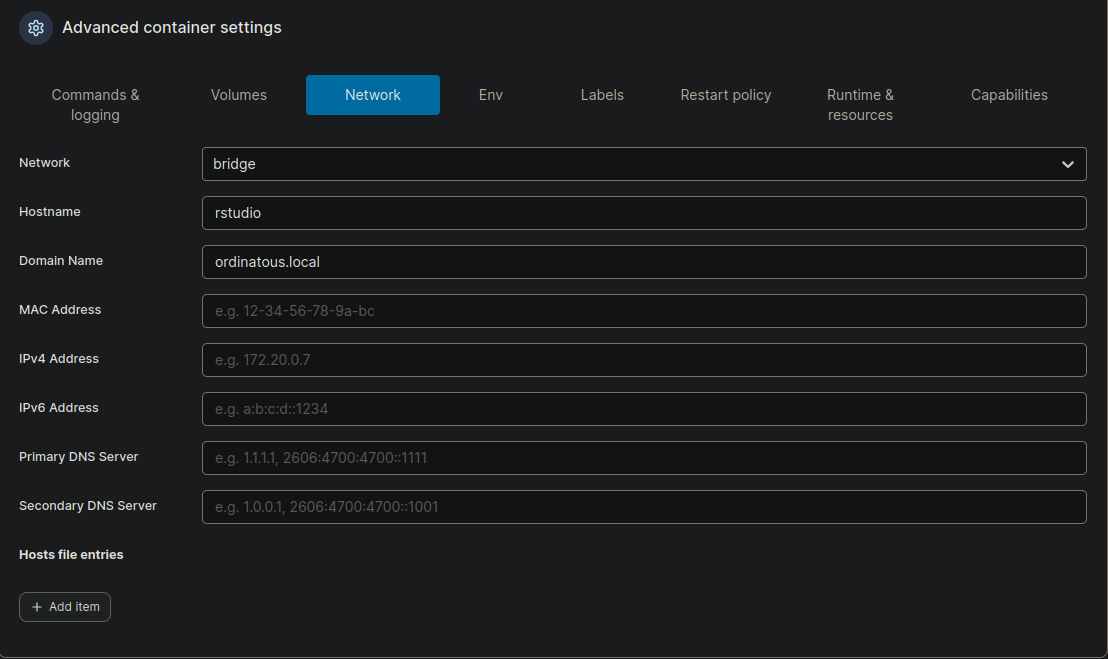 Advanced container settings
Commands & logging
Volumes
Network
Env
Labels
Restart policy
Runtime & resources
Capabilities
Network
bridge
Hostname
rstudio
Domain Name
ordinatous.local
MAC Address
e.g. 12-34-56-78-9a-bc
IPv4 Address
e.g. 172.20.0.7
IPv6 Address
e.g. a:b:c:d::1234
Primary DNS Server
e.g. 1.1.1.1, 2606:4700:4700::1111
Secondary DNS Server
e.g. 1.0.0.1, 2606:4700:4700::1001
Hosts file entries
+ Add item